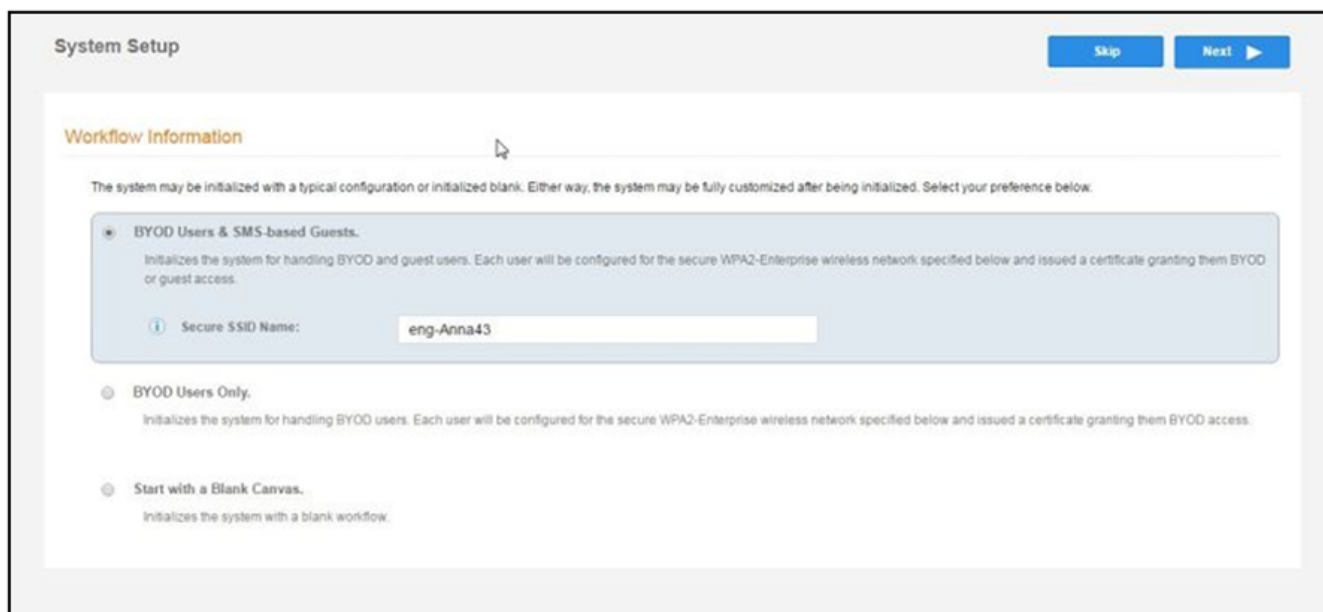 System Setup
Skip
Next
Workflow Information
The system may be initialized with a typical configuration or initialized blank. Either way, the system may be fully customized after being initialized. Select your preference below.
BYOD Users & SMS-based Guests.
Initializes the system for handling BYOD and guest users. Each user will be configured for the secure WPA2-Enterprise wireless network specified below and issued a certificate granting them BYOD
or guest access.
Secure SSID Name:
eng-Anna43
BYOD Users Only.
Initializes the system for handling BYOD users. Each user will be configured for the secure WPA2-Enterprise wireless network specified below and issued a certificate granting them BYOD access.
Start with a Blank Canvas.
Initializes the system with a blank workflow.